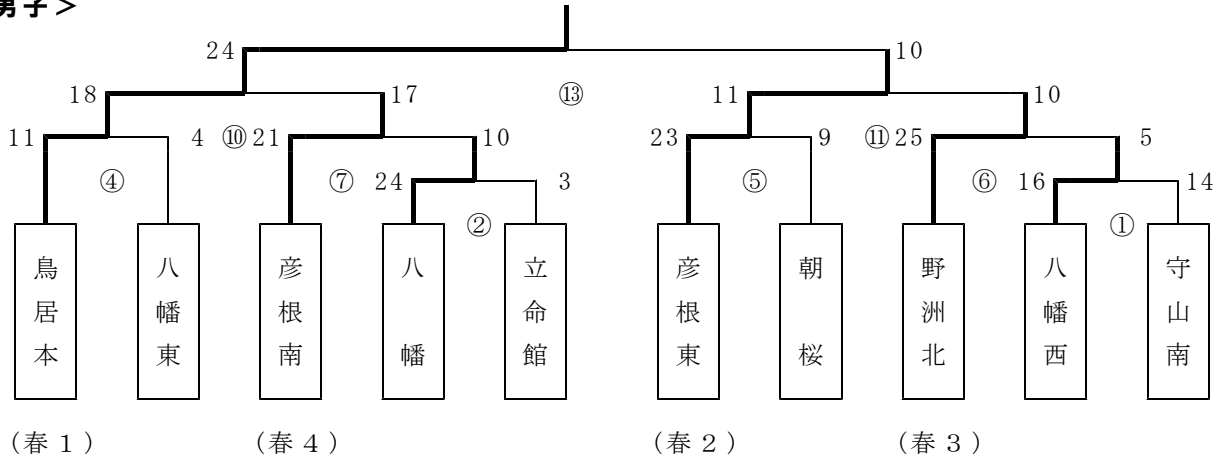 男子＞
24 10
18 17 ⑬ 11 10
11 4 ⑩ 21 10 23 9 ⑪ 25 5
④ ⑦ 24 3 ⑤ ⑥ 16 14
② ①
鳥居本 八幡東 彦根南 八幡 立命館 彦根東 朝桜 野洲北 八幡西 守山南
（春１） （春４） （春２） （春３）